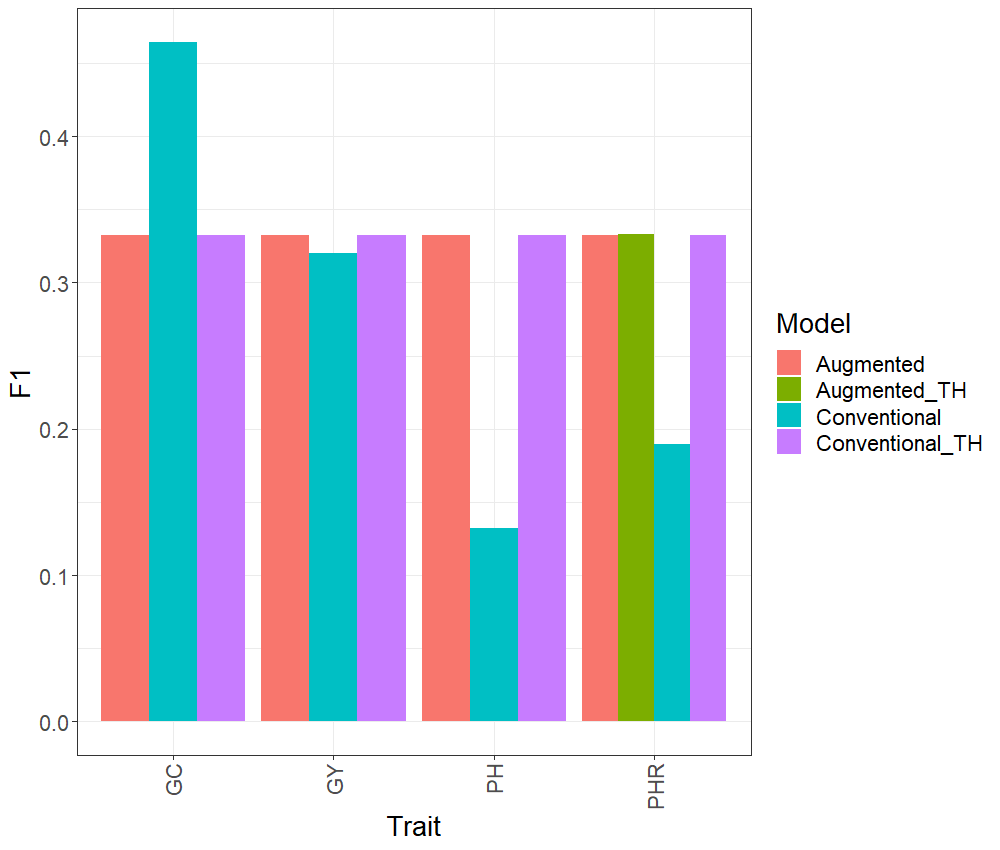 F1
0.4
0.3
0.2
0.1
0.0
GC
GY
PH
PHR
Trait
Model
Augmented
Augmented_TH
Conventional
Conventional_TH